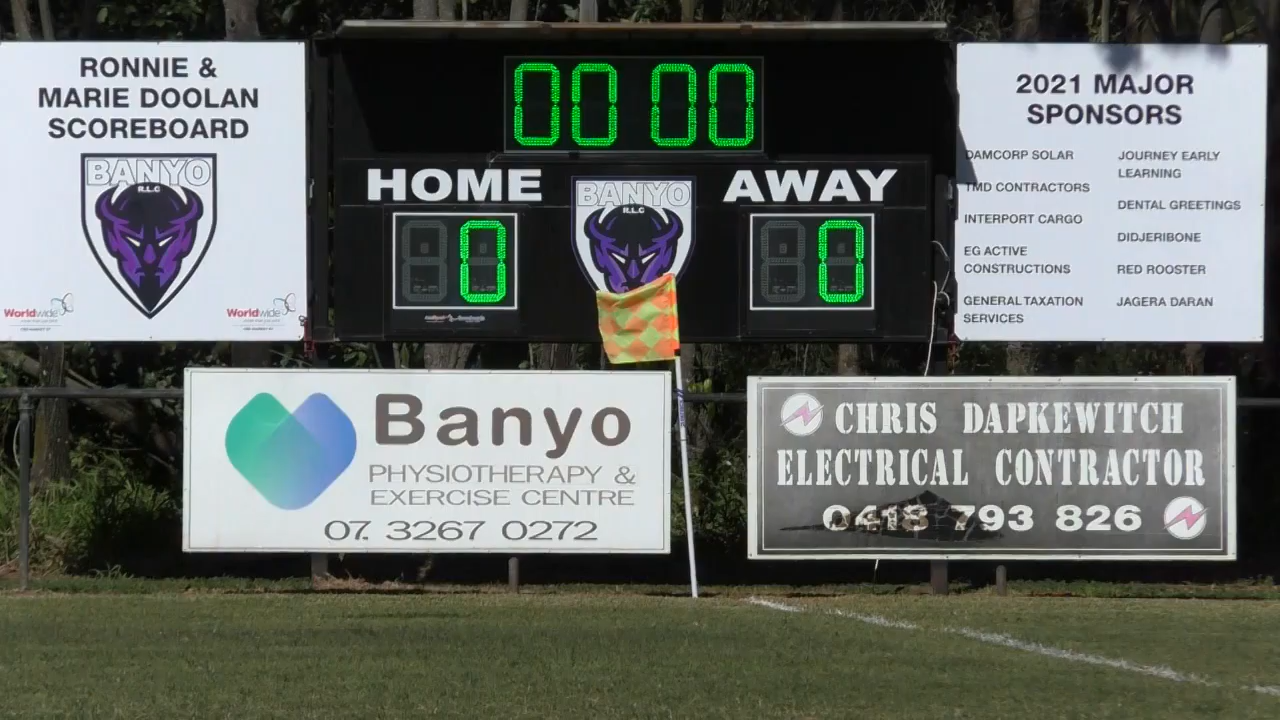 RONNIE &
MARIE DOOLAN
SCOREBOARD
BANYO
R.L.C
Worldwide
Worldwide
00 00
HOME
AWAY
BANYO
R.L.C
0
0
2021 MAJOR
SPONSORS
DAMCORP SOLAR
TMD CONTRACTORS
INTERPORT CARGO
EG ACTIVE
CONSTRUCTIONS
GENERAL TAXATION
SERVICES
JOURNEY EARLY
LEARNING
DENTAL GREETINGS
DIDJERIBONE
RED ROOSTER
JAGERA DARAN
Banyo
PHYSIOTHERAPY &
EXERCISE CENTRE
07. 3267 0272
CHRIS DAPKEWITCH
ELECTRICAL CONTRACTOR
0418 793 826